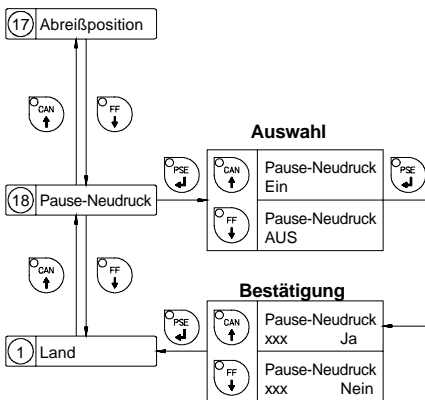 17 Abreißposition
CAN FF
Auswahl
PSE CAN Pause-Neudruck PSE
Ein
18 Pause-Neudruck
FF Pause-Neudruck
AUS
CAN FF
Bestätigung
PSE CAN Pause-Neudruck
xxx Ja
1 Land
FF Pause-Neudruck
xxx Nein